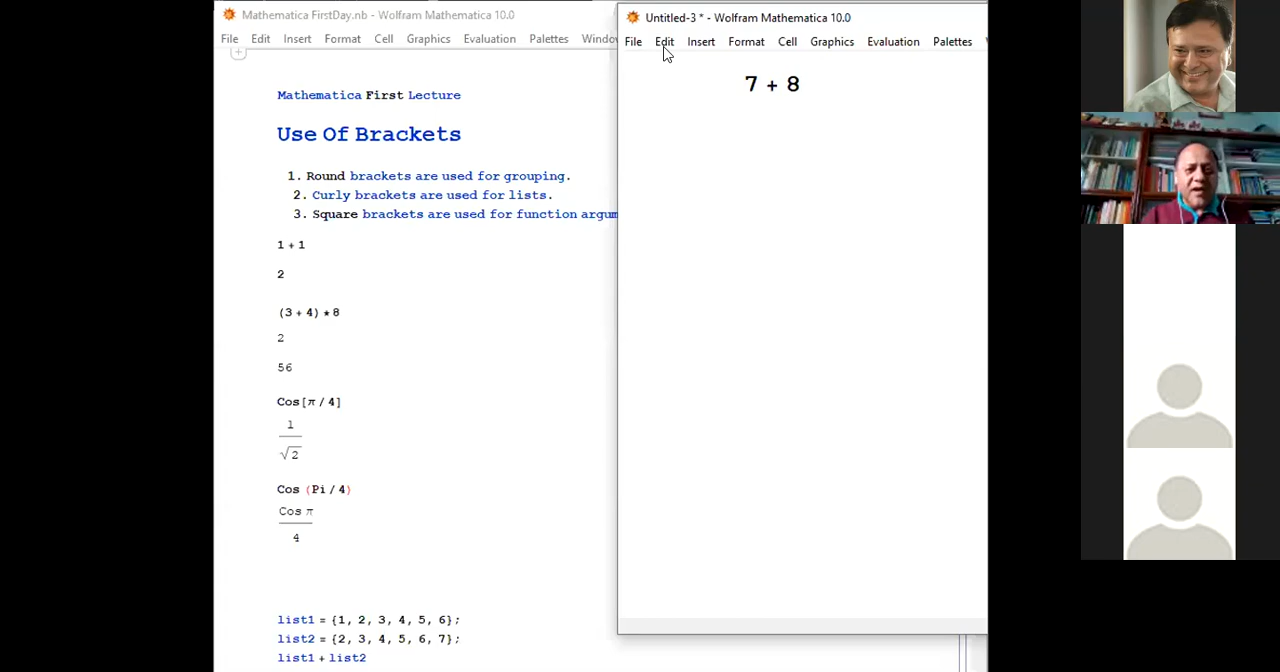 Mathematica FirstDay.nb - Wolfram Mathematica 10.0
File Edit Insert Format Cell Graphics Evaluation Palettes
Mathematica First Lecture
Use Of Brackets
1. Round brackets are used for grouping.
2. Curly brackets are used for lists.
3. Square brackets are used for function
1 + 1
2
(3 + 4) * 8
2
56
Cos[π / 4]
1
√2
Cos (Pi / 4)
Cos π
4
list1 = {1, 2, 3, 4, 5, 6};
list2 = {2, 3, 4, 5, 6, 7};
list1 + list2
Untitled-3 * - Wolfram Mathematica 10.0
File Edit Insert Format Cell Graphics Evaluation Palettes
7 + 8